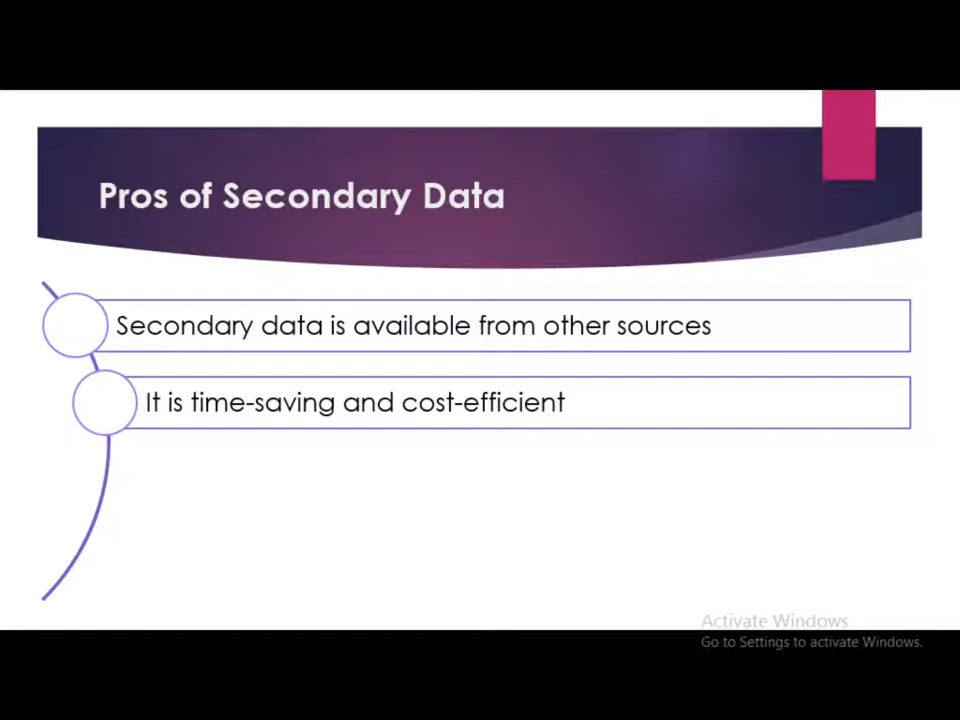 Pros of Secondary Data
Secondary data is available from other sources
It is time-saving and cost-efficient
Activate Windows
Go to Settings to activate Windows.